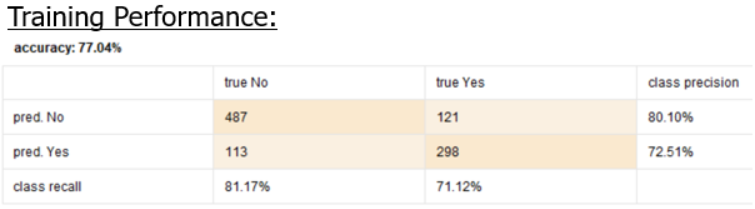 Training Performance:
accuracy: 77.04%
true No true Yes class precision
pred. No 487 121 80.10%
pred. Yes 113 298 72.51%
class recall 81.17% 71.12%